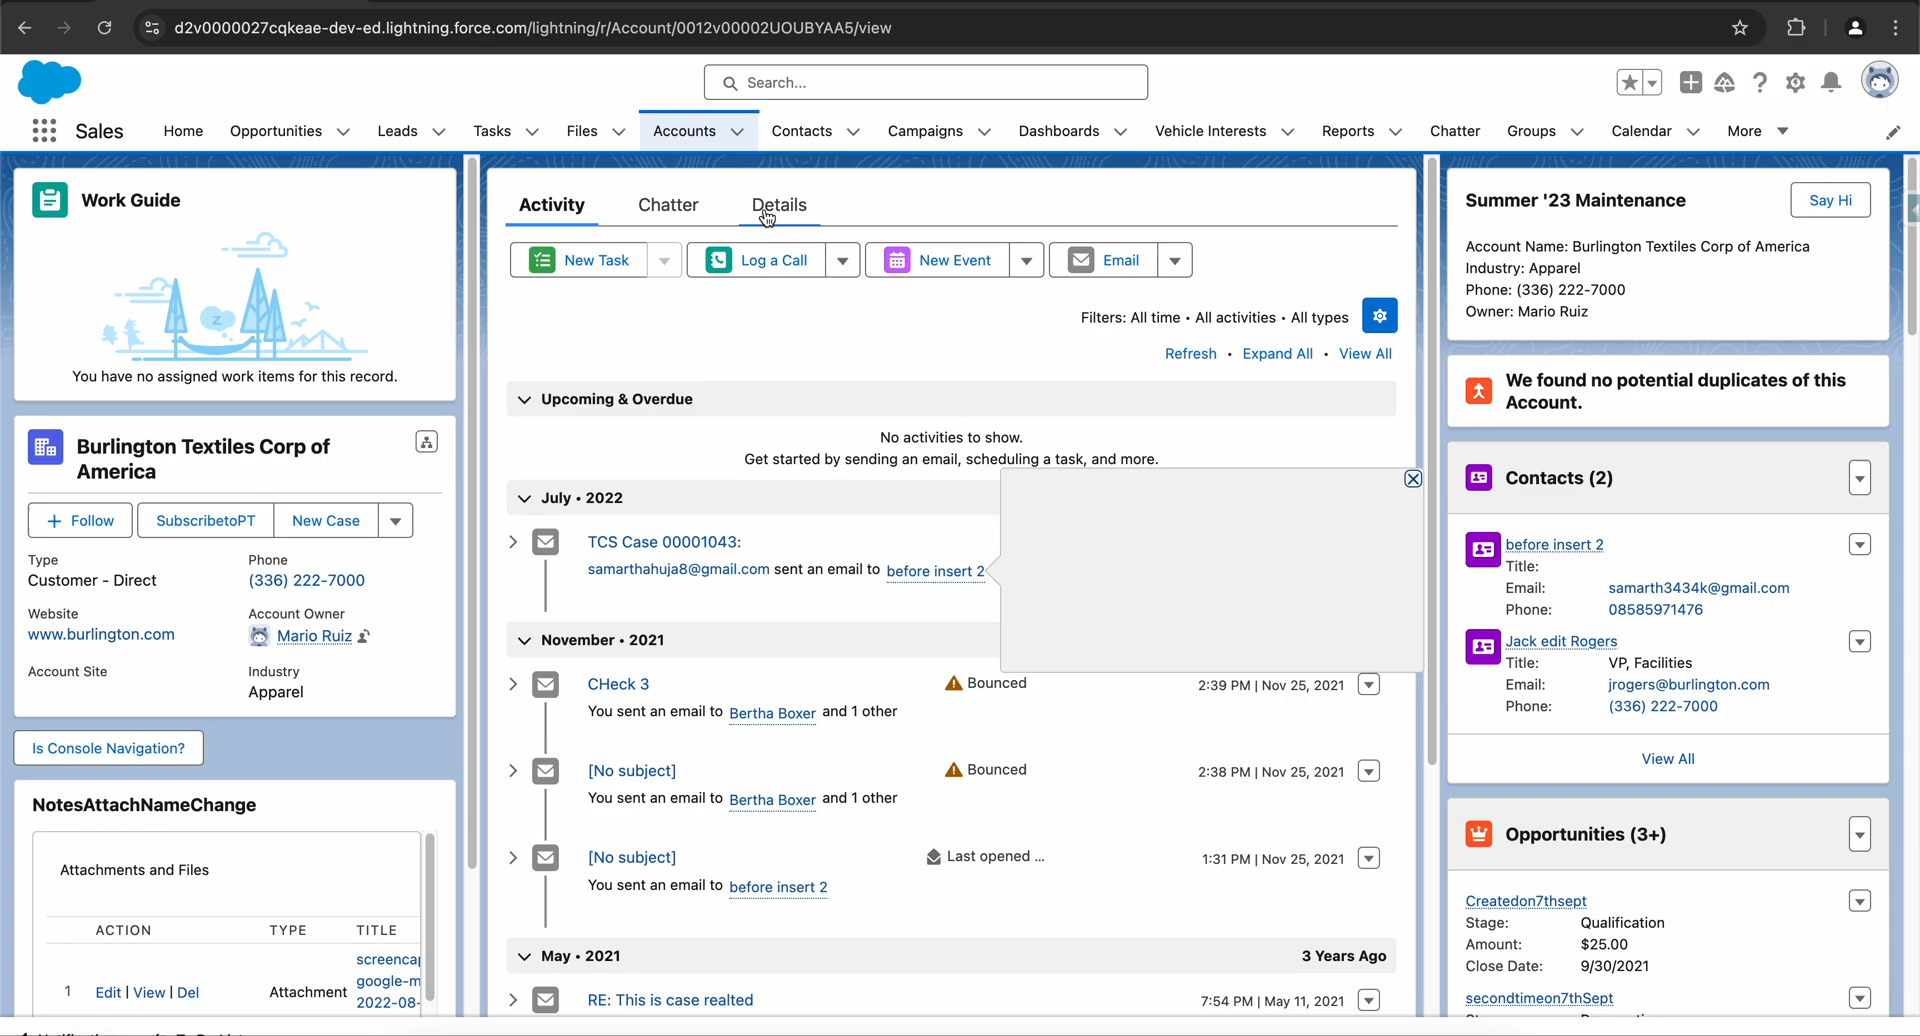 d2v0000027cqkeae-dev-ed.lightning.force.com/lightning/r/Account/0012v00002UOUBYAA5/view
Search...
Sales
Home
Opportunities
Leads
Tasks
Files
Accounts
Contacts
Campaigns
Dashboards
Vehicle Interests
Reports
Chatter
Groups
Calendar
More
Work Guide
z
You have no assigned work items for this record.
Burlington Textiles Corp of
America
Follow
SubscribetoPT
New Case
Type
Customer - Direct
Phone
(336) 222-7000
Website
www.burlington.com
Account Owner
Mario Ruiz
Account Site
Industry
Apparel
Is Console Navigation?
NotesAttachNameChange
Attachments and Files
ACTION TYPE TITLE
1 Edit | View | Del Attachment
screencap
google-m
2022-08-
Activity
Chatter
Details
New Task
Log a Call
New Event
Email
Filters: All time • All activities • All types
Refresh • Expand All • View All
Upcoming & Overdue
No activities to show.
Get started by sending an email, scheduling a task, and more.
July • 2022
TCS Case 00001043:
samarthahuja8@gmail.com sent an email to before insert 2
November • 2021
CHeck 3 Bounced 2:39 PM | Nov 25, 2021
You sent an email to Bertha Boxer and 1 other
[No subject] Bounced 2:38 PM | Nov 25, 2021
You sent an email to Bertha Boxer and 1 other
[No subject] Last opened ... 1:31 PM | Nov 25, 2021
You sent an email to before insert 2
May • 2021 3 Years Ago
RE: This is case realted 7:54 PM | May 11, 2021
Summer '23 Maintenance
Say Hi
Account Name: Burlington Textiles Corp of America
Industry: Apparel
Phone: (336) 222-7000
Owner: Mario Ruiz
We found no potential duplicates of this
Account.
Contacts (2)
before insert 2
Title:
Email: samarth3434k@gmail.com
Phone: 08585971476
Jack edit Rogers
Title: VP, Facilities
Email: jrogers@burlington.com
Phone: (336) 222-7000
View All
Opportunities (3+)
Createdon7thsept
Stage: Qualification
Amount: $25.00
Close Date: 9/30/2021
secondtimeon7thSept